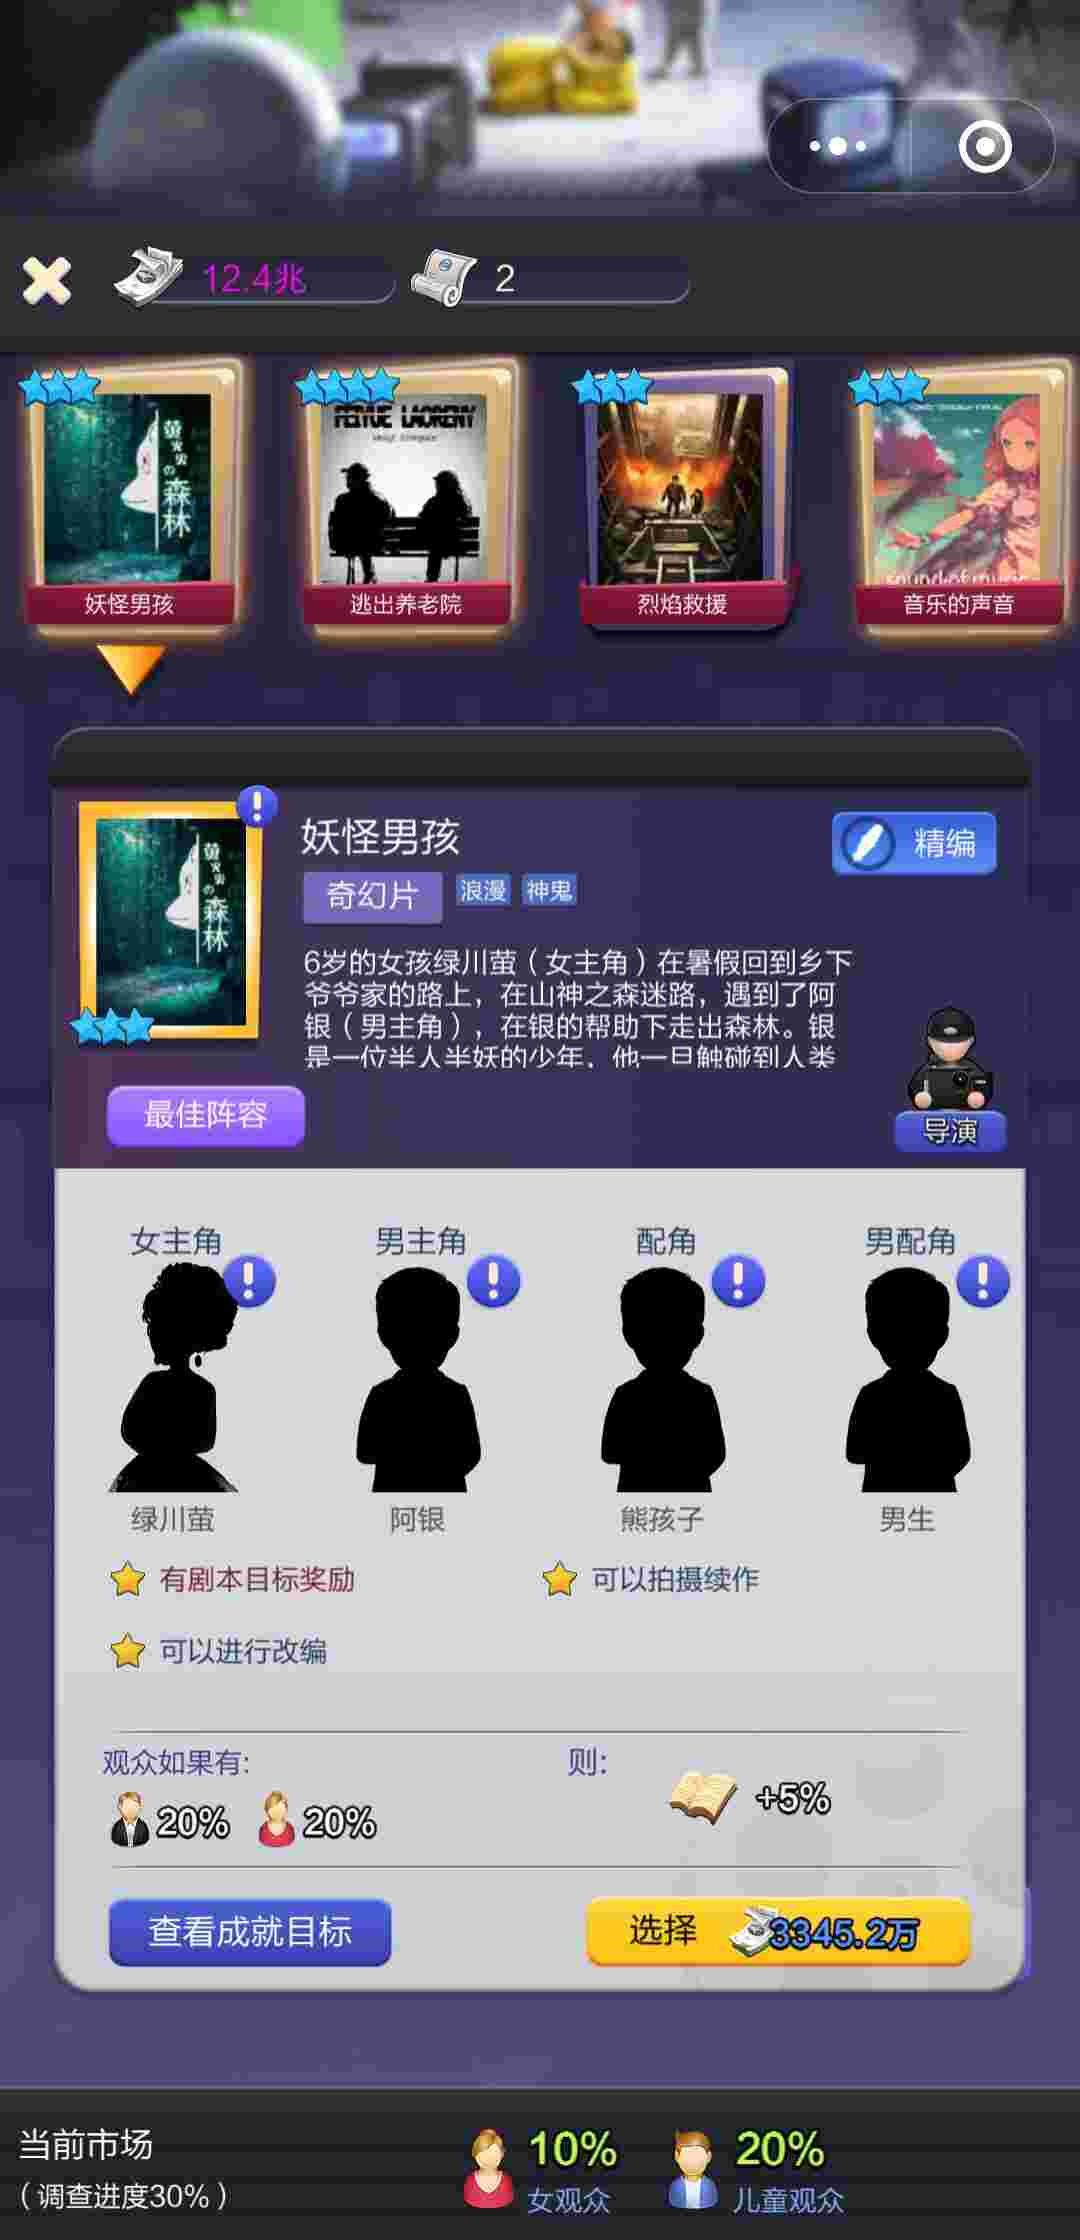 12.4兆
2
萤火
の
森林
妖怪男孩
FEIYUE LAORENY
逃出养老院
烈焰救援
sound of music
音乐的声音
妖怪男孩
精编
奇幻片
浪漫
神鬼
萤火
の
森林
6岁的女孩绿川萤（女主角）在暑假回到乡下
爷爷家的路上，在山神之森迷路，遇到了阿
银（男主角），在银的帮助下走出森林。银
是一位半人半妖的少年，他一旦触碰到人类
最佳阵容
导演
女主角
男主角
配角
男配角
绿川萤
阿银
熊孩子
男生
有剧本目标奖励
可以拍摄续作
可以进行改编
观众如果有:
则:
20%
20%
+5%
查看成就目标
选择
3345.2万
当前市场
（调查进度30%）
10%
女观众
20%
儿童观众